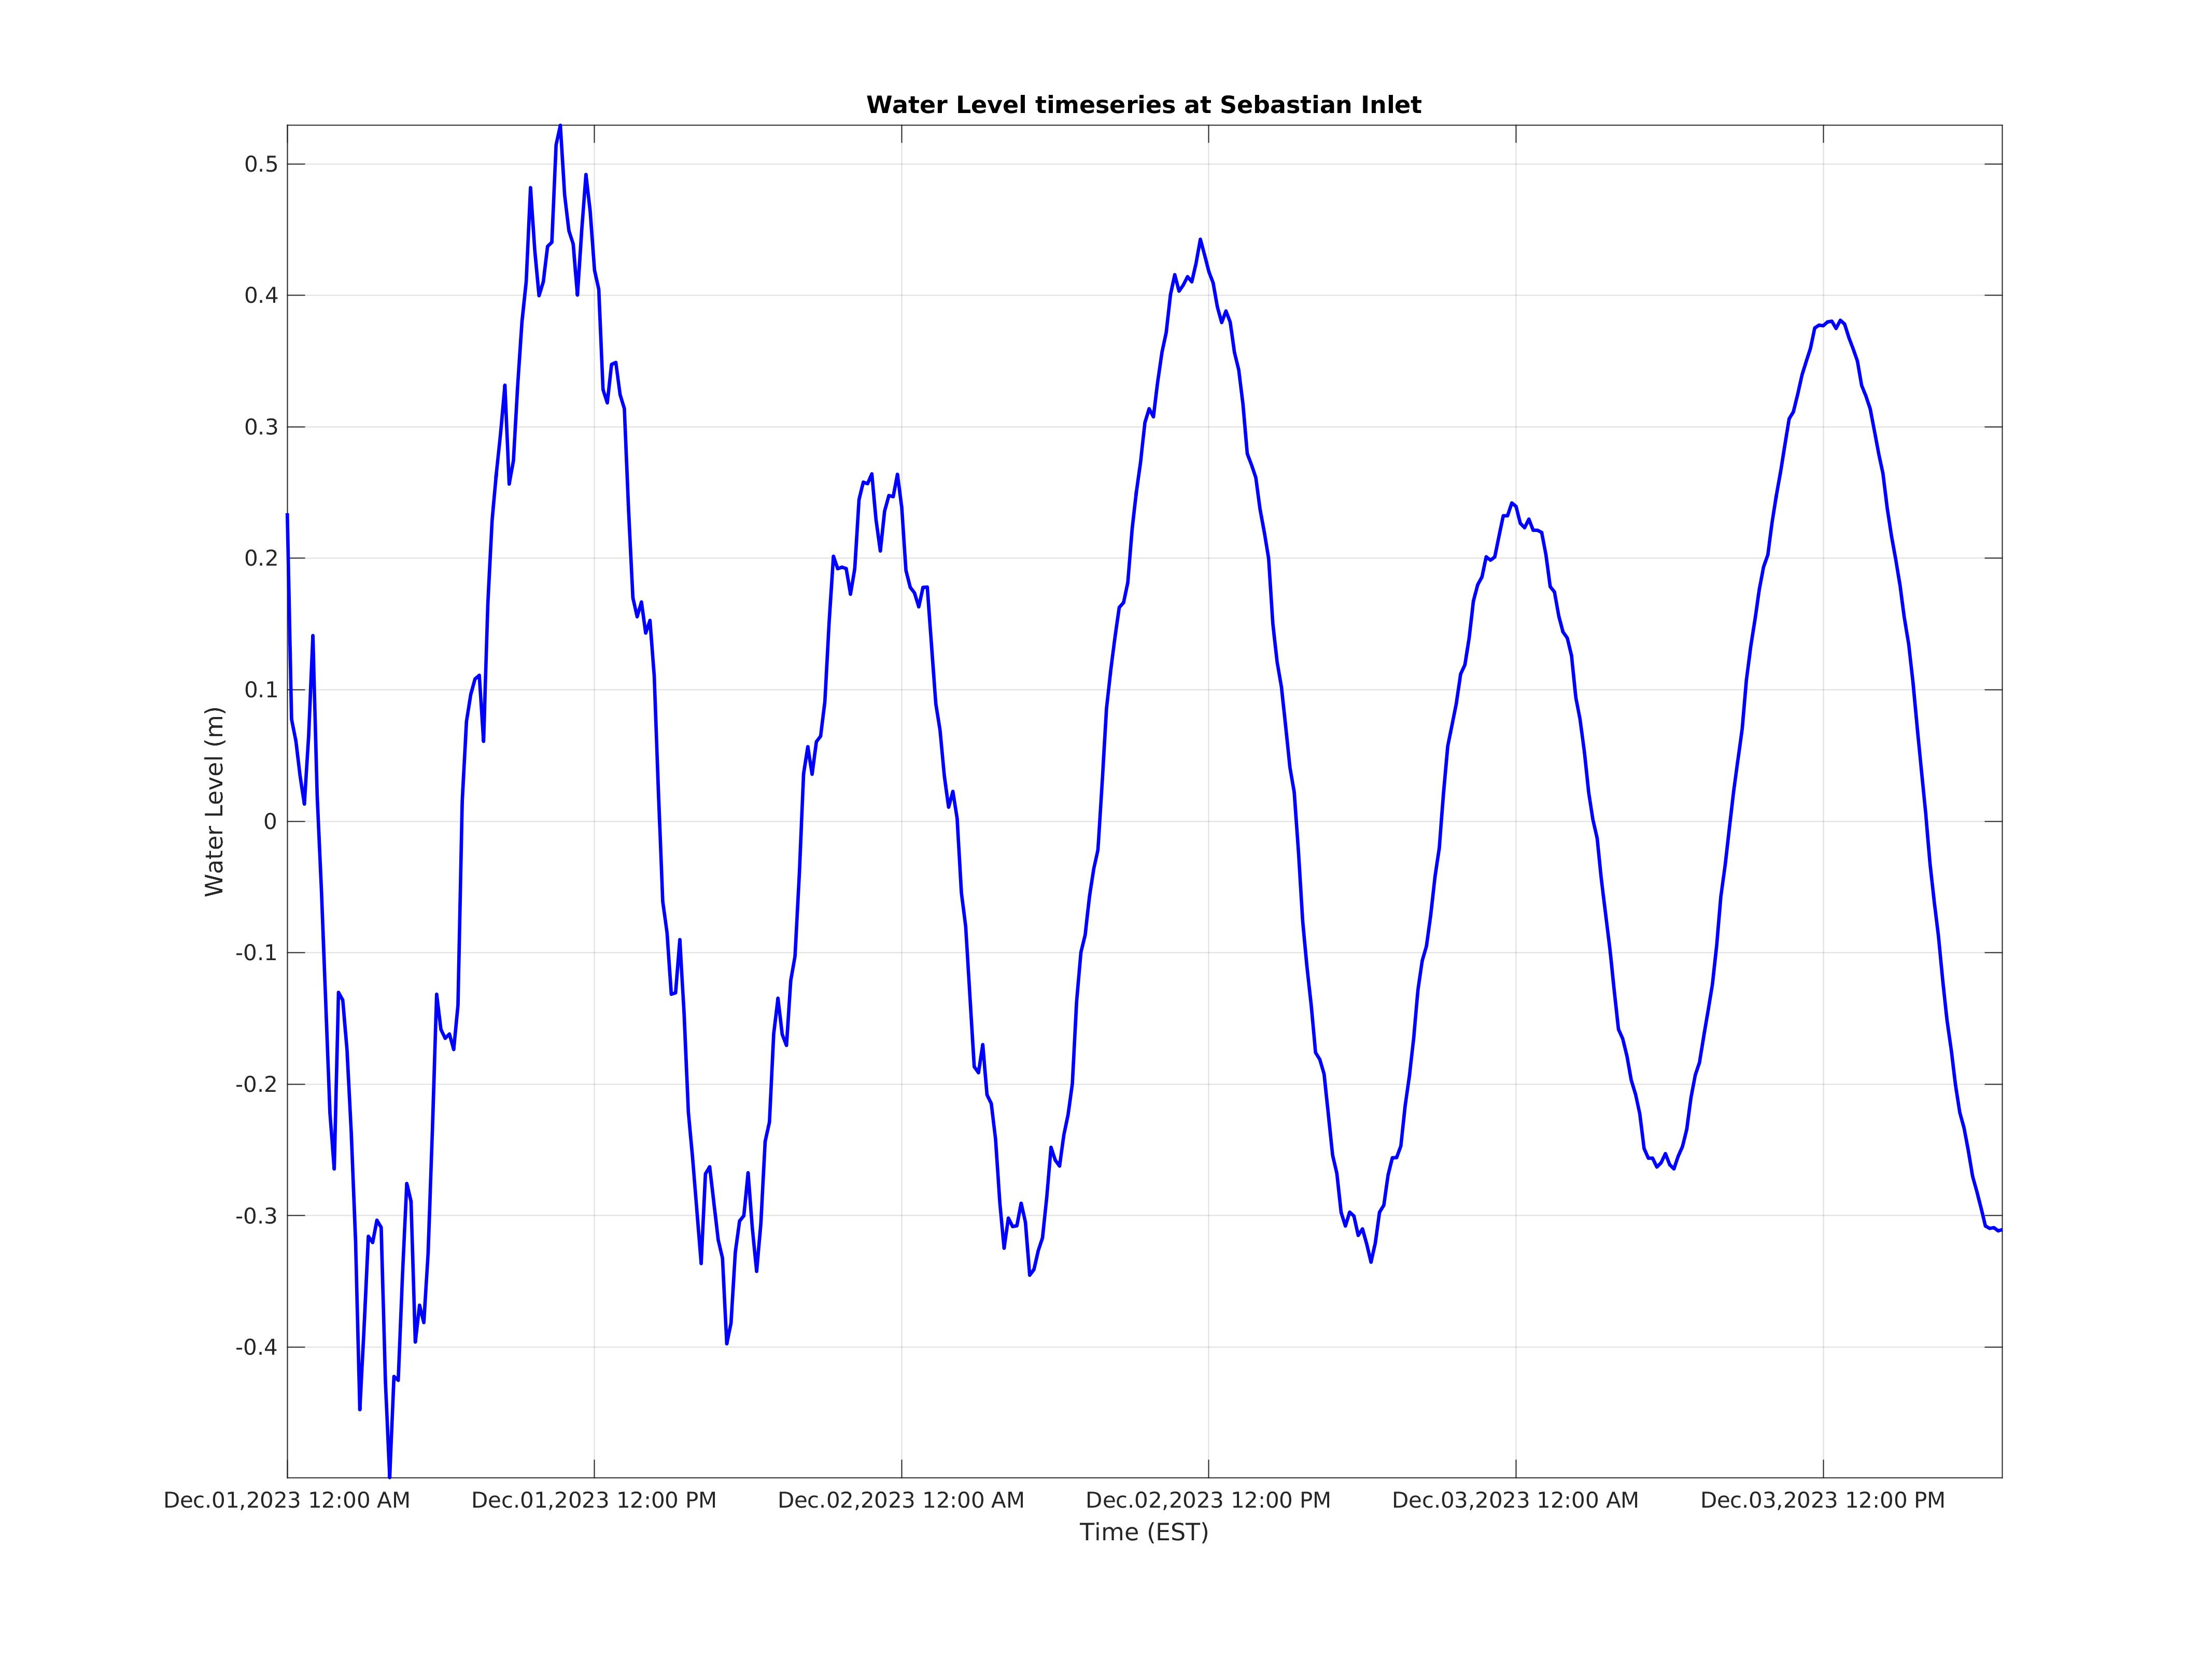 Water Level timeseries at Sebastian Inlet
0.5
0.4
0.3
0.2
0.1
0
-0.1
-0.2
-0.3
-0.4
Water Level (m)
Dec.01,2023 12:00 AM
Dec.01,2023 12:00 PM
Dec.02,2023 12:00 AM
Dec.02,2023 12:00 PM
Dec.03,2023 12:00 AM
Dec.03,2023 12:00 PM
Time (EST)